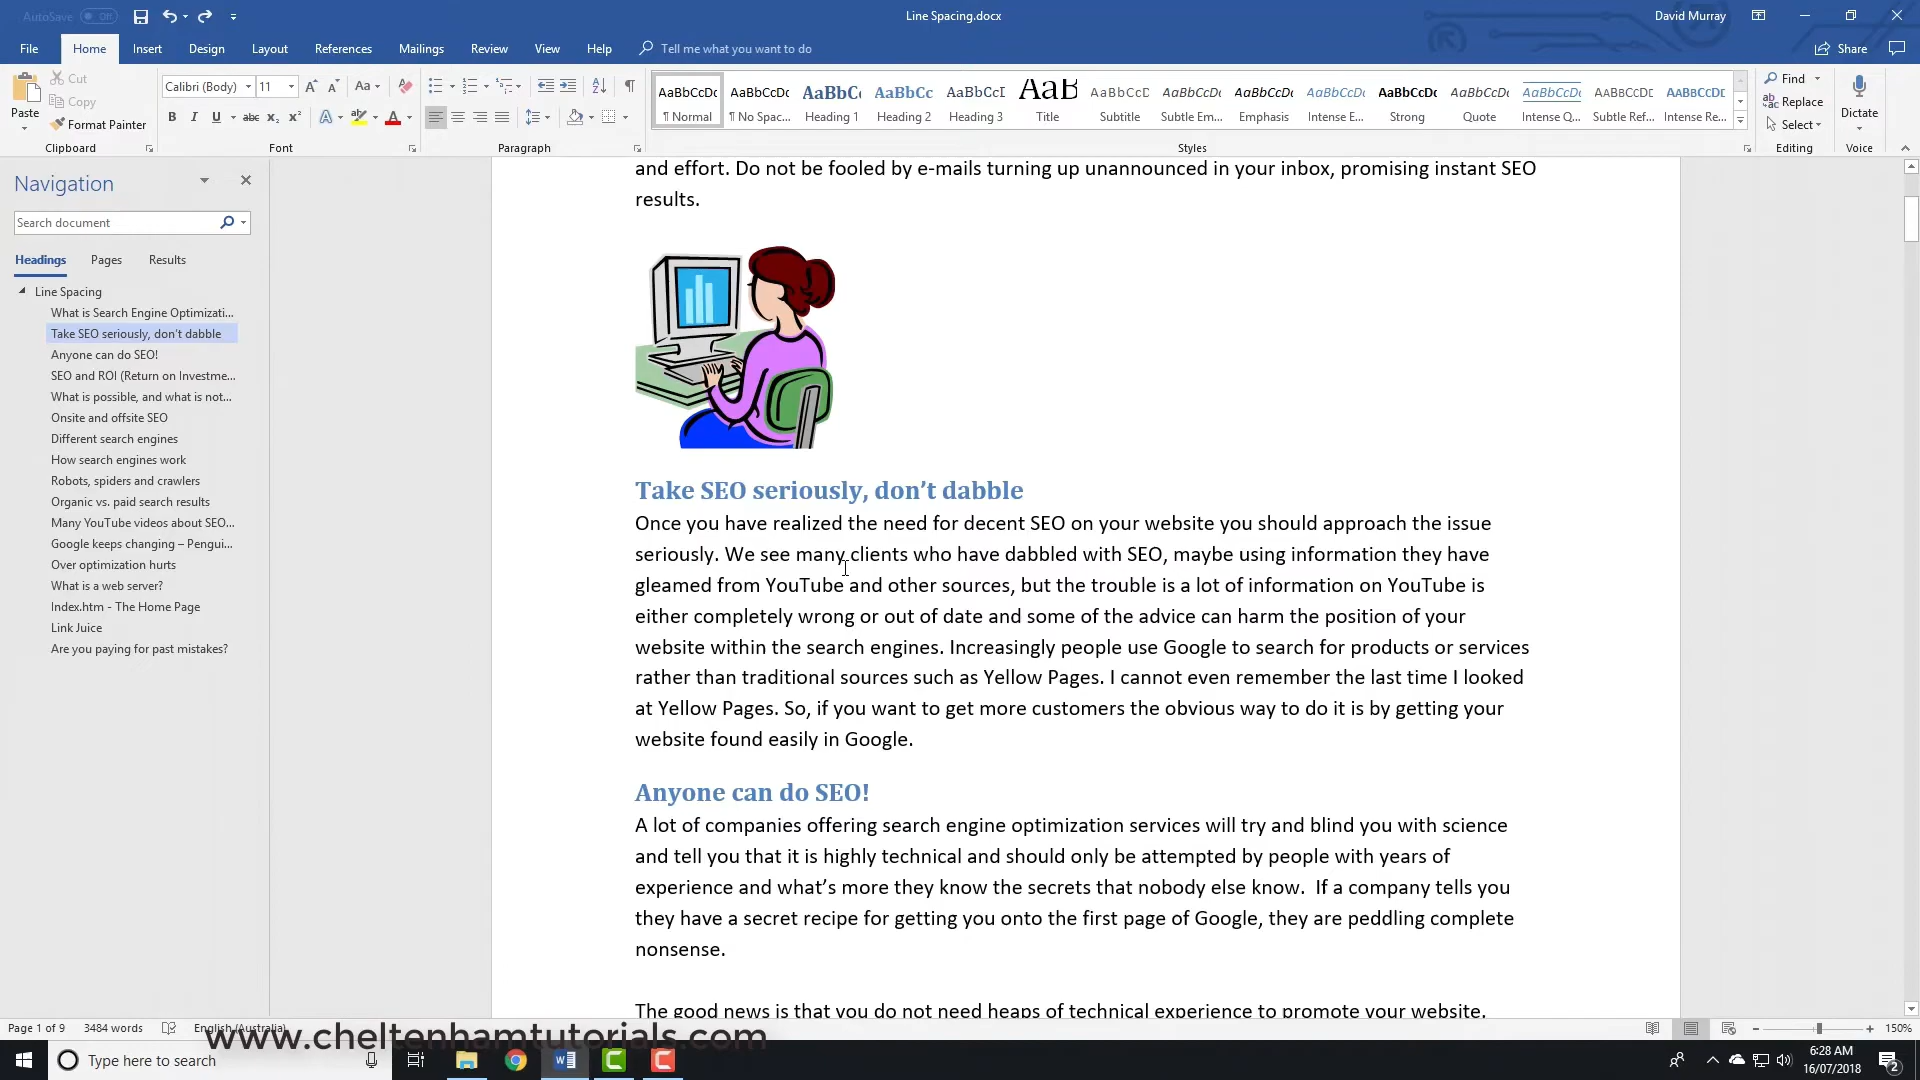 AutoSave Off
Line Spacing.docx
David Murray
File Home Insert Design Layout References Mailings Review View Help Tell me what you want to do
Share
Paste
Cut
Copy
Format Painter
Clipboard
Calibri (Body) 11
Aa
B I U abc x₂ x²
A A
Font
Paragraph
AaBbCcDc AaBbCcDc AaBbC AaBbCc AaBbCcD AaB AaBbCcD AaBbCcDc AaBbCcDc AaBbCcDc AaBbCcDc AaBbCcDc AaBbCcDc AABBCCDE AABBCCDE
¶ Normal ¶ No Spac... Heading 1 Heading 2 Heading 3 Title Subtitle Subtle Em... Emphasis Intense E... Strong Quote Intense Q... Subtle Ref... Intense Re...
Styles
Find
Replace
Select
Editing
Dictate
Voice
Navigation
Search document
Headings Pages Results
Line Spacing
What is Search Engine Optimizati...
Take SEO seriously, don't dabble
Anyone can do SEO!
SEO and ROI (Return on Investme...
What is possible, and what is not...
Onsite and offsite SEO
Different search engines
How search engines work
Robots, spiders and crawlers
Organic vs. paid search results
Many YouTube videos about SEO...
Google keeps changing – Pengui...
Over optimization hurts
What is a web server?
Index.htm - The Home Page
Link Juice
Are you paying for past mistakes?
and effort. Do not be fooled by e-mails turning up unannounced in your inbox, promising instant SEO
results.
Take SEO seriously, don't dabble
Once you have realized the need for decent SEO on your website you should approach the issue
seriously. We see many clients who have dabbled with SEO, maybe using information they have
gleamed from YouTube and other sources, but the trouble is a lot of information on YouTube is
either completely wrong or out of date and some of the advice can harm the position of your
website within the search engines. Increasingly people use Google to search for products or services
rather than traditional sources such as Yellow Pages. I cannot even remember the last time I looked
at Yellow Pages. So, if you want to get more customers the obvious way to do it is by getting your
website found easily in Google.
Anyone can do SEO!
A lot of companies offering search engine optimization services will try and blind you with science
and tell you that it is highly technical and should only be attempted by people with years of
experience and what's more they know the secrets that nobody else know.  If a company tells you
they have a secret recipe for getting you onto the first page of Google, they are peddling complete
nonsense.
The good news is that you do not need heaps of technical experience to promote your website.
Page 1 of 9 3484 words English (Australia)
150%
www.cheltenhamtutorials.com
Type here to search
6:28 AM
16/07/2018
2